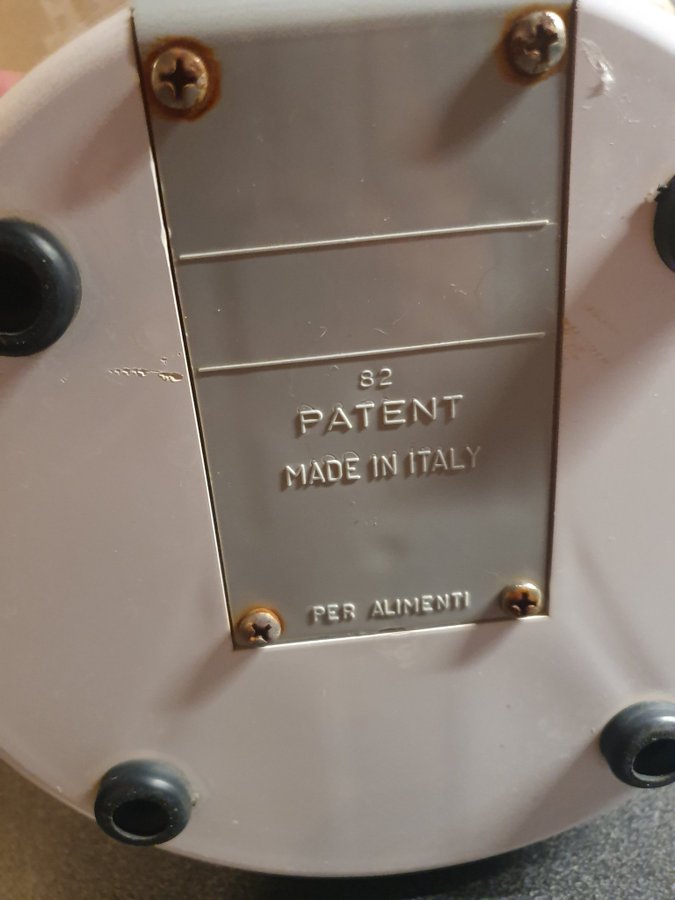 82
PATENT
MADE IN ITALY
PER ALIMENTI